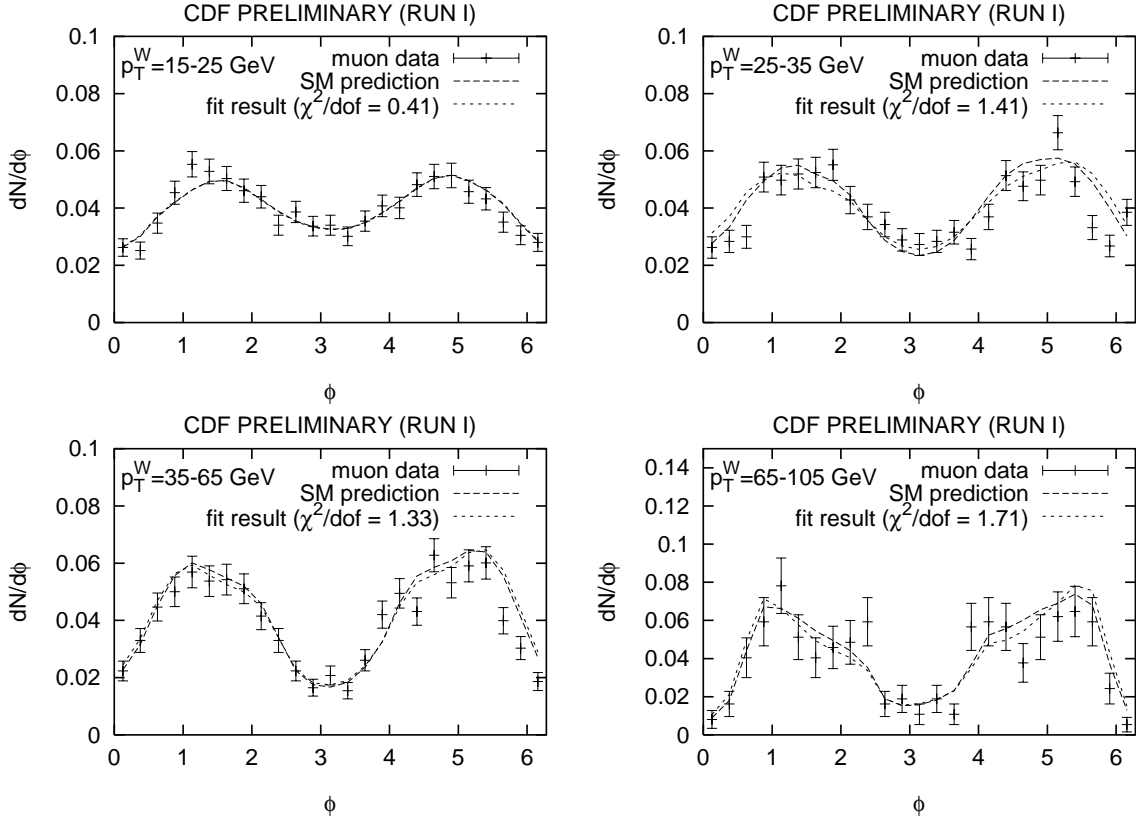 CDF PRELIMINARY (RUN I)
0.1
0.08
0.06
0.04
0.02
0
dN/dϕ
p_T^W=15-25 GeV
muon data
SM prediction
fit result (χ²/dof = 0.41)
0 1 2 3 4 5 6
ϕ
CDF PRELIMINARY (RUN I)
0.1
0.08
0.06
0.04
0.02
0
dN/dϕ
p_T^W=25-35 GeV
muon data
SM prediction
fit result (χ²/dof = 1.41)
0 1 2 3 4 5 6
ϕ
CDF PRELIMINARY (RUN I)
0.1
0.08
0.06
0.04
0.02
0
dN/dϕ
p_T^W=35-65 GeV
muon data
SM prediction
fit result (χ²/dof = 1.33)
0 1 2 3 4 5 6
ϕ
CDF PRELIMINARY (RUN I)
0.14
0.12
0.1
0.08
0.06
0.04
0.02
0
dN/dϕ
p_T^W=65-105 GeV
muon data
SM prediction
fit result (χ²/dof = 1.71)
0 1 2 3 4 5 6
ϕ